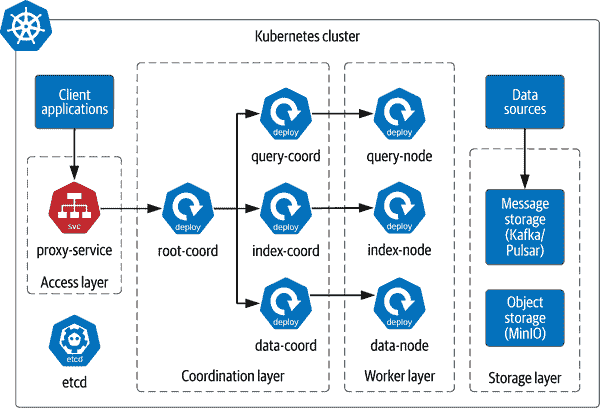 Kubernetes cluster
Client
applications
svc
proxy-service
Access layer
etcd
etcd
deploy
root-coord
deploy
query-coord
deploy
index-coord
deploy
data-coord
Coordination layer
deploy
query-node
deploy
index-node
deploy
data-node
Worker layer
Data
sources
Message
storage
(Kafka/
Pulsar)
Object
storage
(MinIO)
Storage layer